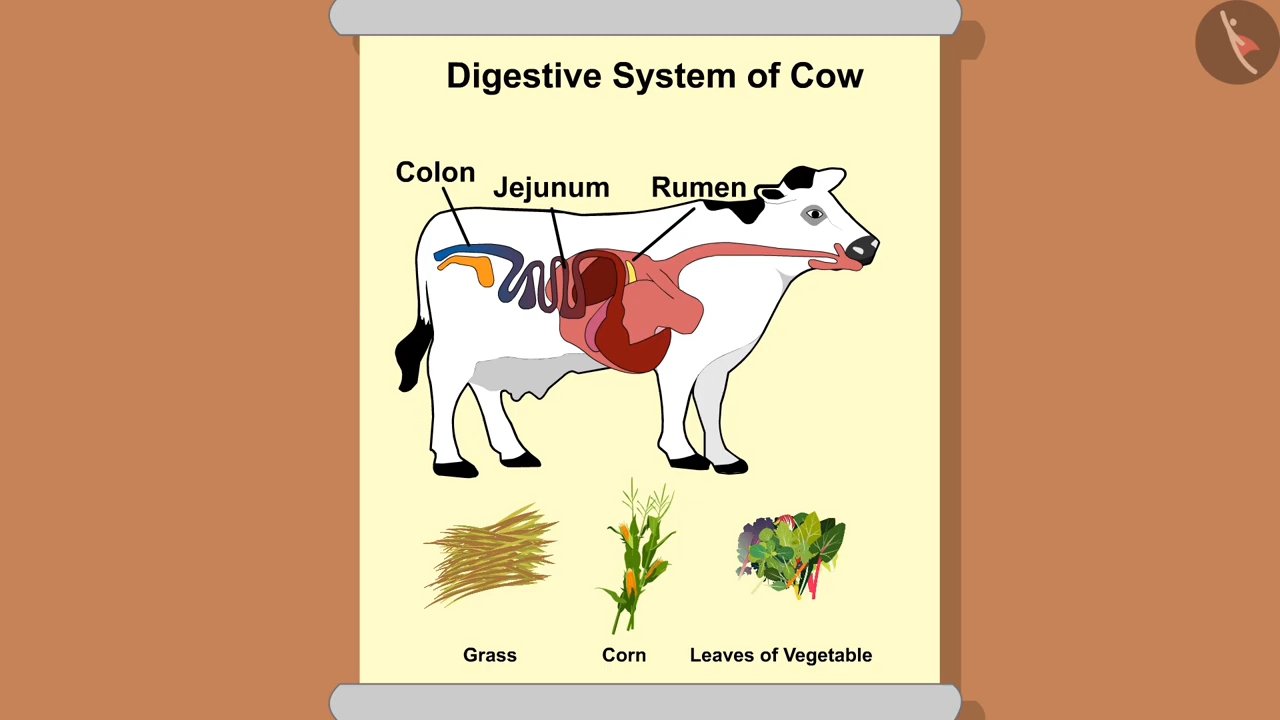 Digestive System of Cow
Colon
Jejunum
Rumen
Grass
Corn
Leaves of Vegetable